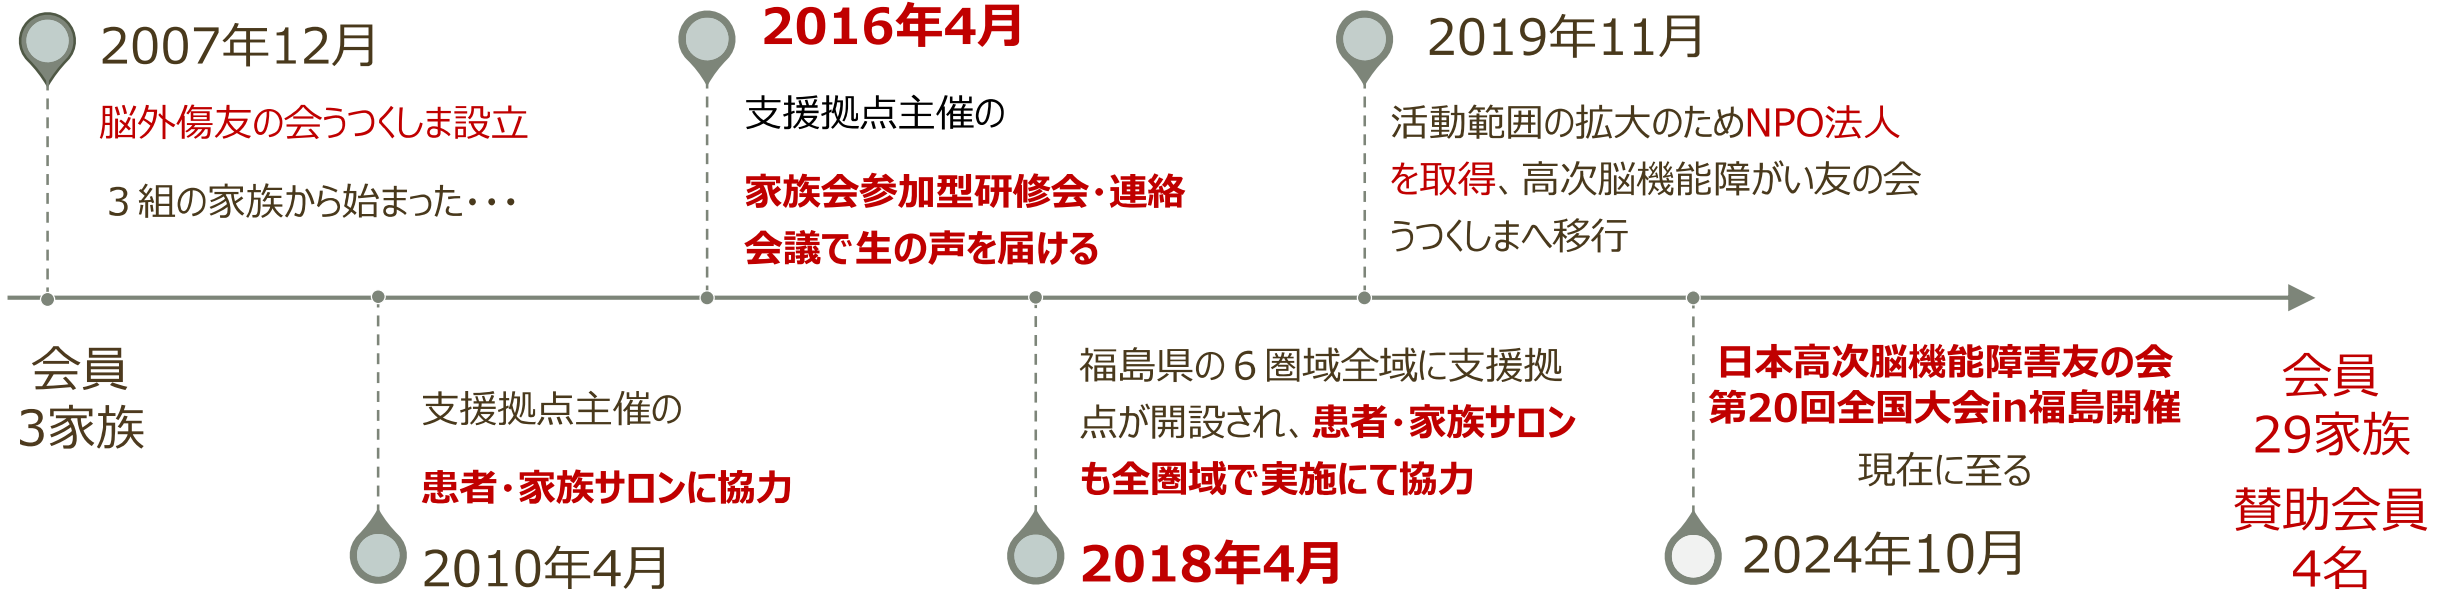 2007年12月
脳外傷友の会うつくしま設立
３組の家族から始まった・・・
会員
3家族
支援拠点主催の
患者・家族サロンに協力
2010年4月
2016年4月
支援拠点主催の
家族会参加型研修会・連絡
会議で生の声を届ける
福島県の６圏域全域に支援拠
点が開設され、患者・家族サロン
も全圏域で実施にて協力
2018年4月
2019年11月
活動範囲の拡大のためNPO法人
を取得、高次脳機能障がい友の会
うつくしまへ移行
日本高次脳機能障害友の会
第20回全国大会in福島開催
現在に至る
2024年10月
会員
29家族
賛助会員
4名